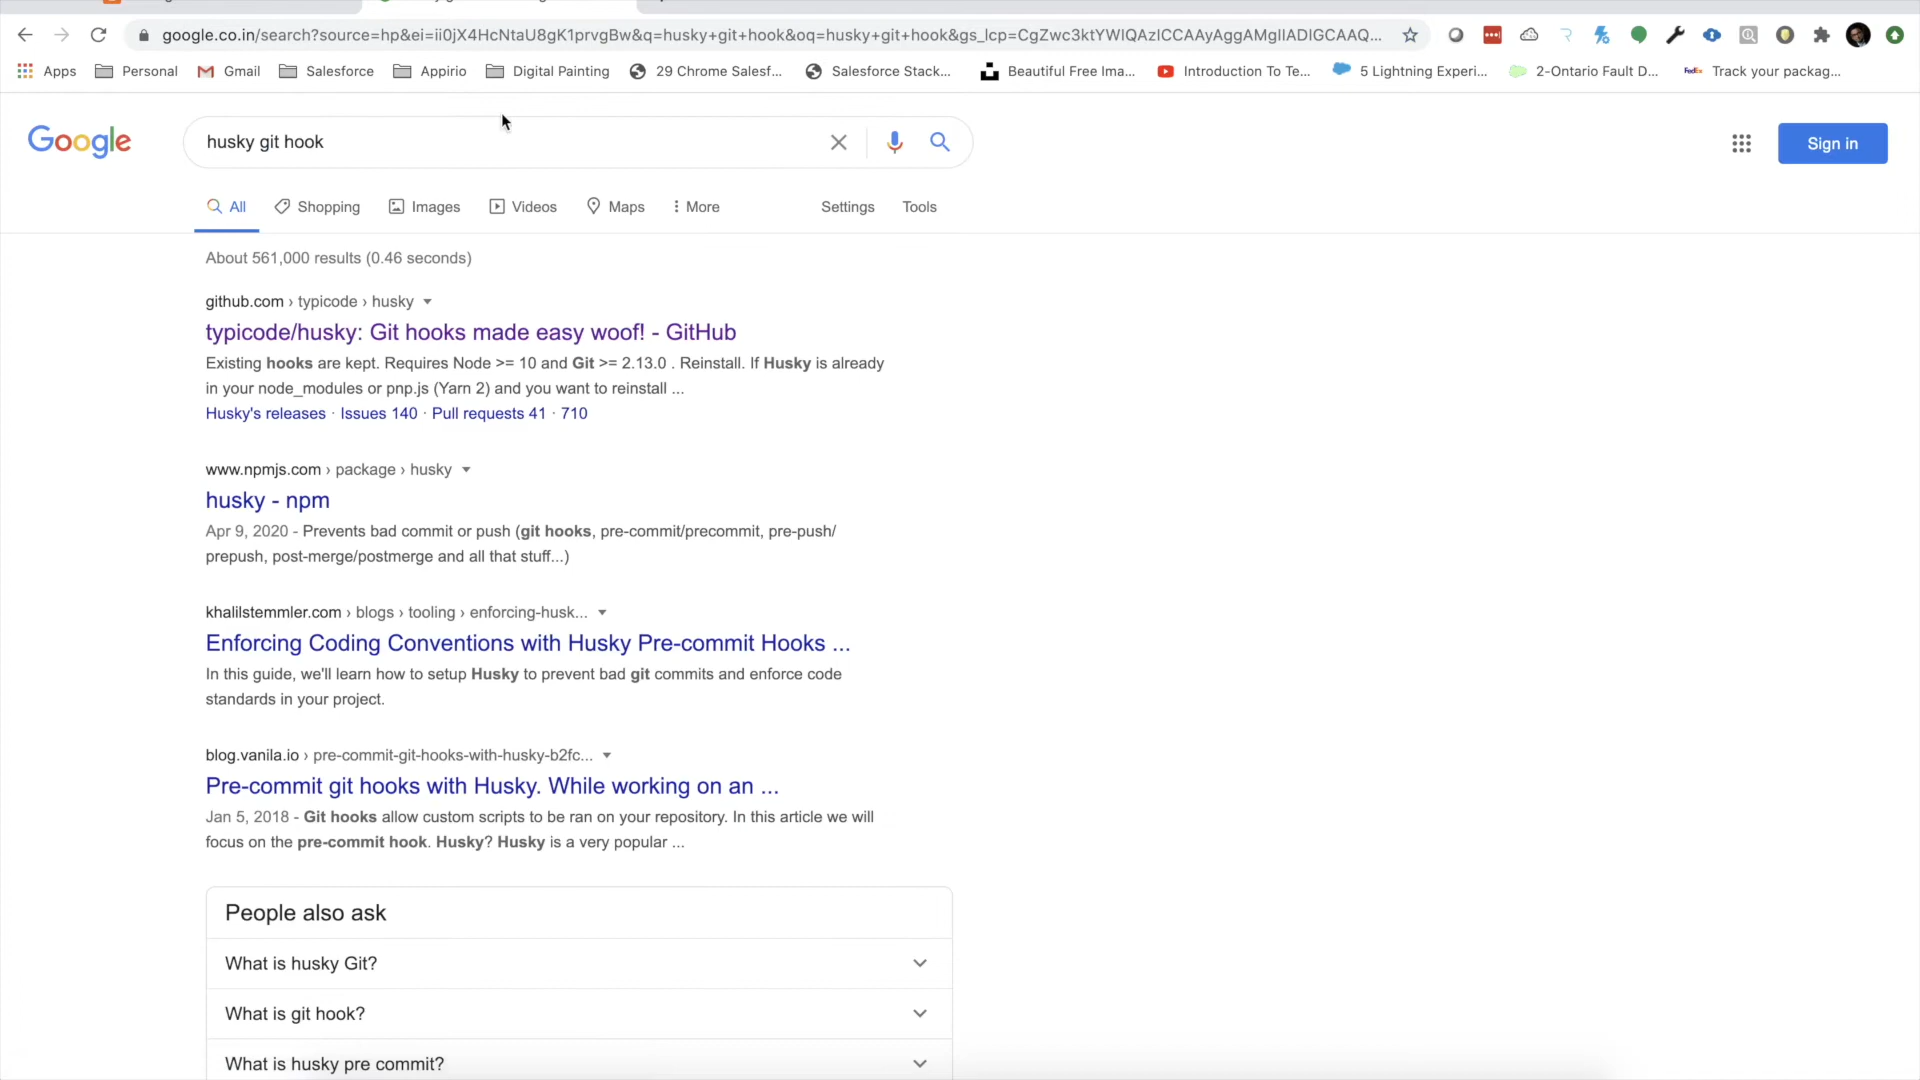 google.co.in/search?source=hp&ei=ii0jX4HcNtaU8gK1prvgBw&q=husky+git+hook&oq=husky+git+hook&gs_lcp=CgZwc3ktYWIQAzICCAAyAggAMgIIADIGCAAQ...
Apps Personal Gmail Salesforce Appirio Digital Painting 29 Chrome Salesf... Salesforce Stack... Beautiful Free Ima... Introduction To Te... 5 Lightning Experi... 2-Ontario Fault D... FedEx Track your packag...
Google husky git hook Sign in
All Shopping Images Videos Maps More Settings Tools
About 561,000 results (0.46 seconds)
github.com › typicode › husky
typicode/husky: Git hooks made easy woof! - GitHub
Existing hooks are kept. Requires Node >= 10 and Git >= 2.13.0 . Reinstall. If Husky is already
in your node_modules or pnp.js (Yarn 2) and you want to reinstall ...
Husky's releases · Issues 140 · Pull requests 41 · 710
www.npmjs.com › package › husky
husky - npm
Apr 9, 2020 - Prevents bad commit or push (git hooks, pre-commit/precommit, pre-push/
prepush, post-merge/postmerge and all that stuff...)
khalilstemmler.com › blogs › tooling › enforcing-husk...
Enforcing Coding Conventions with Husky Pre-commit Hooks ...
In this guide, we'll learn how to setup Husky to prevent bad git commits and enforce code
standards in your project.
blog.vanila.io › pre-commit-git-hooks-with-husky-b2fc...
Pre-commit git hooks with Husky. While working on an ...
Jan 5, 2018 - Git hooks allow custom scripts to be ran on your repository. In this article we will
focus on the pre-commit hook. Husky? Husky is a very popular ...
People also ask
What is husky Git?
What is git hook?
What is husky pre commit?